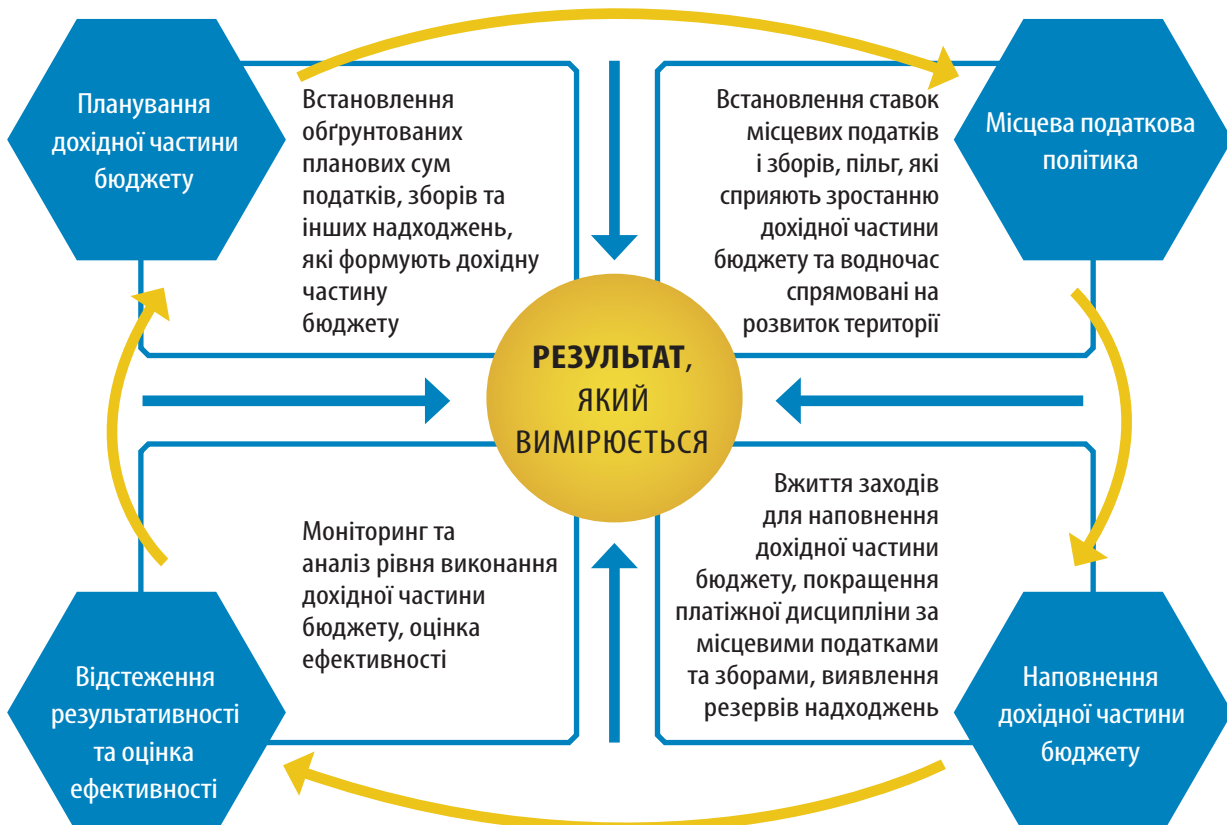 Планування
дохідної частини
бюджету
Встановлення
обґрунтованих
планових сум
податків, зборів та
інших надходжень,
які формують дохідну
частину
бюджету
Встановлення ставок
місцевих податків
і зборів, пільг, які
сприяють зростанню
дохідної частини
бюджету та водночас
спрямовані на
розвиток території
Місцева податкова
політика
РЕЗУЛЬТАТ,
ЯКИЙ
ВИМІРЮЄТЬСЯ
Відстеження
результативності
та оцінка
ефективності
Моніторинг та
аналіз рівня виконання
дохідної частини
бюджету, оцінка
ефективності
Вжиття заходів
для наповнення
дохідної частини
бюджету, покращення
платіжної дисципліни за
місцевими податками
та зборами, виявлення
резервів надходжень
Наповнення
дохідної частини
бюджету